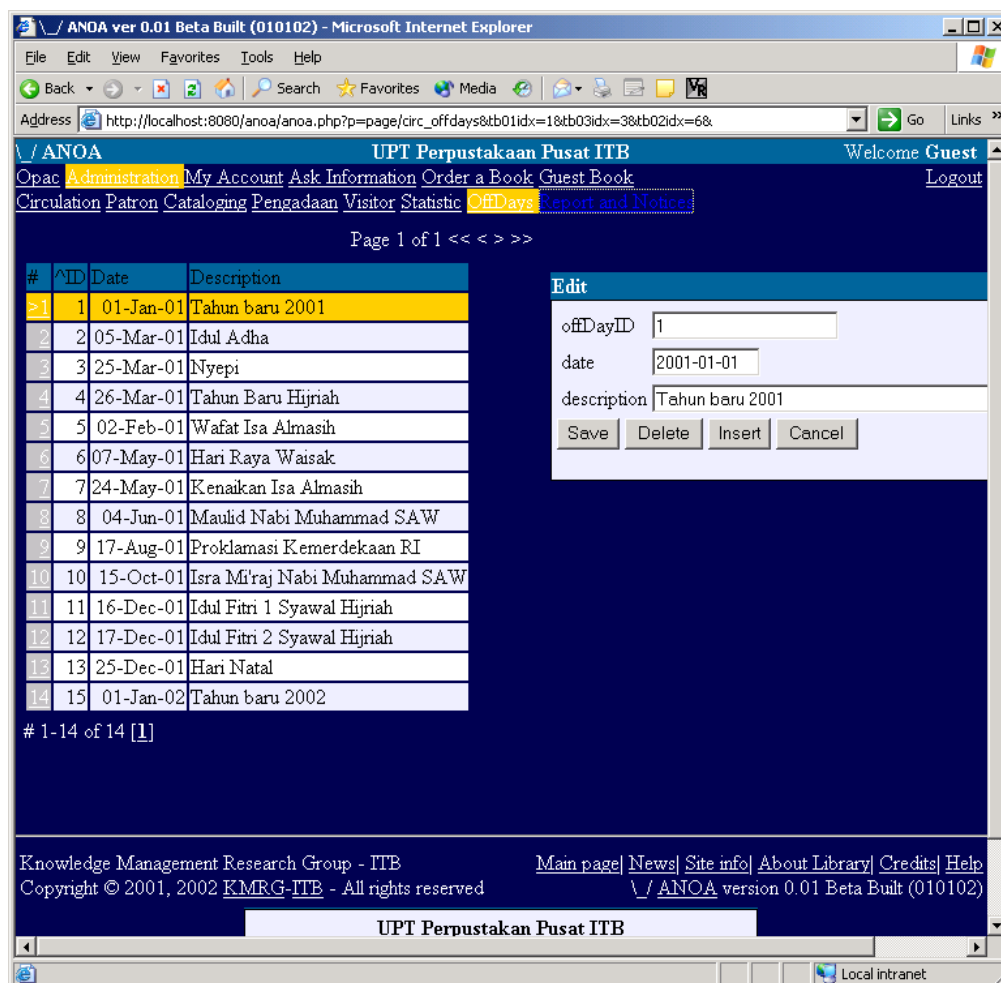 \_/ ANOA ver 0.01 Beta Built (010102) - Microsoft Internet Explorer
File Edit View Favorites Tools Help
Back Search Favorites Media
Address http://localhost:8080/anoa/anoa.php?p=page/circ_offdays&tb01idx=1&tb03idx=3&tb02idx=6& Go Links »
\_/ ANOA UPT Perpustakaan Pusat ITB Welcome Guest
Opac Administration My Account Ask Information Order a Book Guest Book Logout
Circulation Patron Cataloging Pengadaan Visitor Statistic OffDays Report and Notices
Page 1 of 1 << < > >>
# ^ID Date Description
>1 1 01-Jan-01 Tahun baru 2001
2 2 05-Mar-01 Idul Adha
3 3 25-Mar-01 Nyepi
4 4 26-Mar-01 Tahun Baru Hijriah
5 5 02-Feb-01 Wafat Isa Almasih
6 6 07-May-01 Hari Raya Waisak
7 7 24-May-01 Kenaikan Isa Almasih
8 8 04-Jun-01 Maulid Nabi Muhammad SAW
9 9 17-Aug-01 Proklamasi Kemerdekaan RI
10 10 15-Oct-01 Isra Mi'raj Nabi Muhammad SAW
11 11 16-Dec-01 Idul Fitri 1 Syawal Hijriah
12 12 17-Dec-01 Idul Fitri 2 Syawal Hijriah
13 13 25-Dec-01 Hari Natal
14 15 01-Jan-02 Tahun baru 2002
# 1-14 of 14 [1]
Edit
offDayID 1
date 2001-01-01
description Tahun baru 2001
Save Delete Insert Cancel
Knowledge Management Research Group - ITB Main page| News| Site info| About Library| Credits| Help
Copyright © 2001, 2002 KMRG-ITB - All rights reserved \_/ ANOA version 0.01 Beta Built (010102)
UPT Perpustakan Pusat ITB
Local intranet